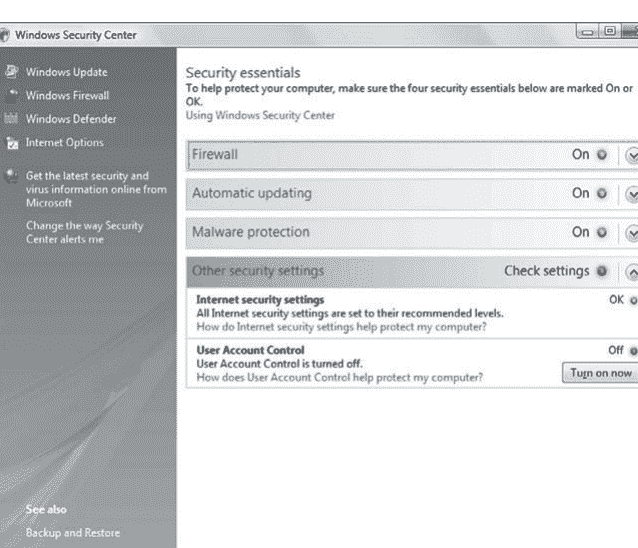 Windows Security Center
Windows Update
Windows Firewall
Windows Defender
Internet Options
Get the latest security and
virus information online from
Microsoft
Change the way Security
Center alerts me
See also
Backup and Restore
Security essentials
To help protect your computer, make sure the four security essentials below are marked On or
OK.
Using Windows Security Center
Firewall On
Automatic updating On
Malware protection On
Other security settings Check settings
Internet security settings OK
All Internet security settings are set to their recommended levels.
How do Internet security settings help protect my computer?
User Account Control Off
User Account Control is turned off.
How does User Account Control help protect my computer?
Turn on now